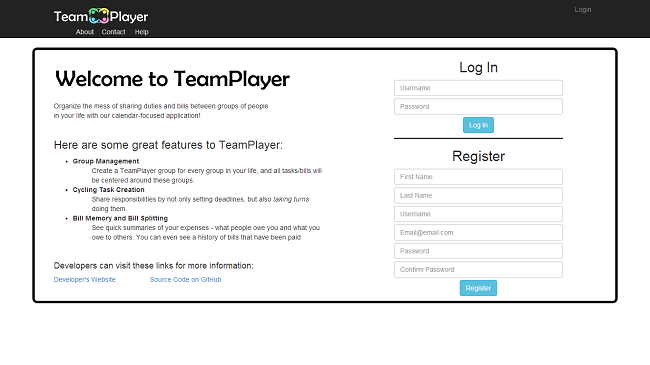 Team Player
Login
About Contact Help
Welcome to TeamPlayer
Organize the mess of sharing duties and bills between groups of people
in your life with our calendar-focused application!
Here are some great features to TeamPlayer:
Group Management
Create a TeamPlayer group for every group in your life, and all tasks/bills will
be centered around these groups.
Cycling Task Creation
Share responsibilities by not only setting deadlines, but also taking turns
doing them.
Bill Memory and Bill Splitting
See quick summaries of your expenses - what people owe you and what you
owe to others. You can even see a history of bills that have been paid
Developers can visit these links for more information:
Developer's Website Source Code on GitHub
Log In
Username
Password
Log In
Register
First Name
Last Name
Username
Email@email.com
Password
Confirm Password
Register